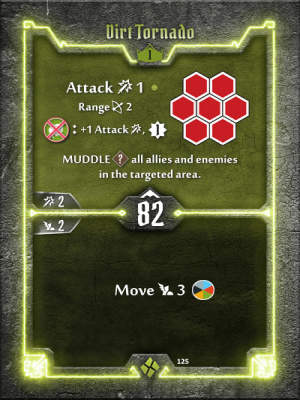 Dirt Tornado
1
Attack 1
Range 2
: +1 Attack , 1
MUDDLE ? all allies and enemies
in the targeted area.
2
82
2
Move 3
125